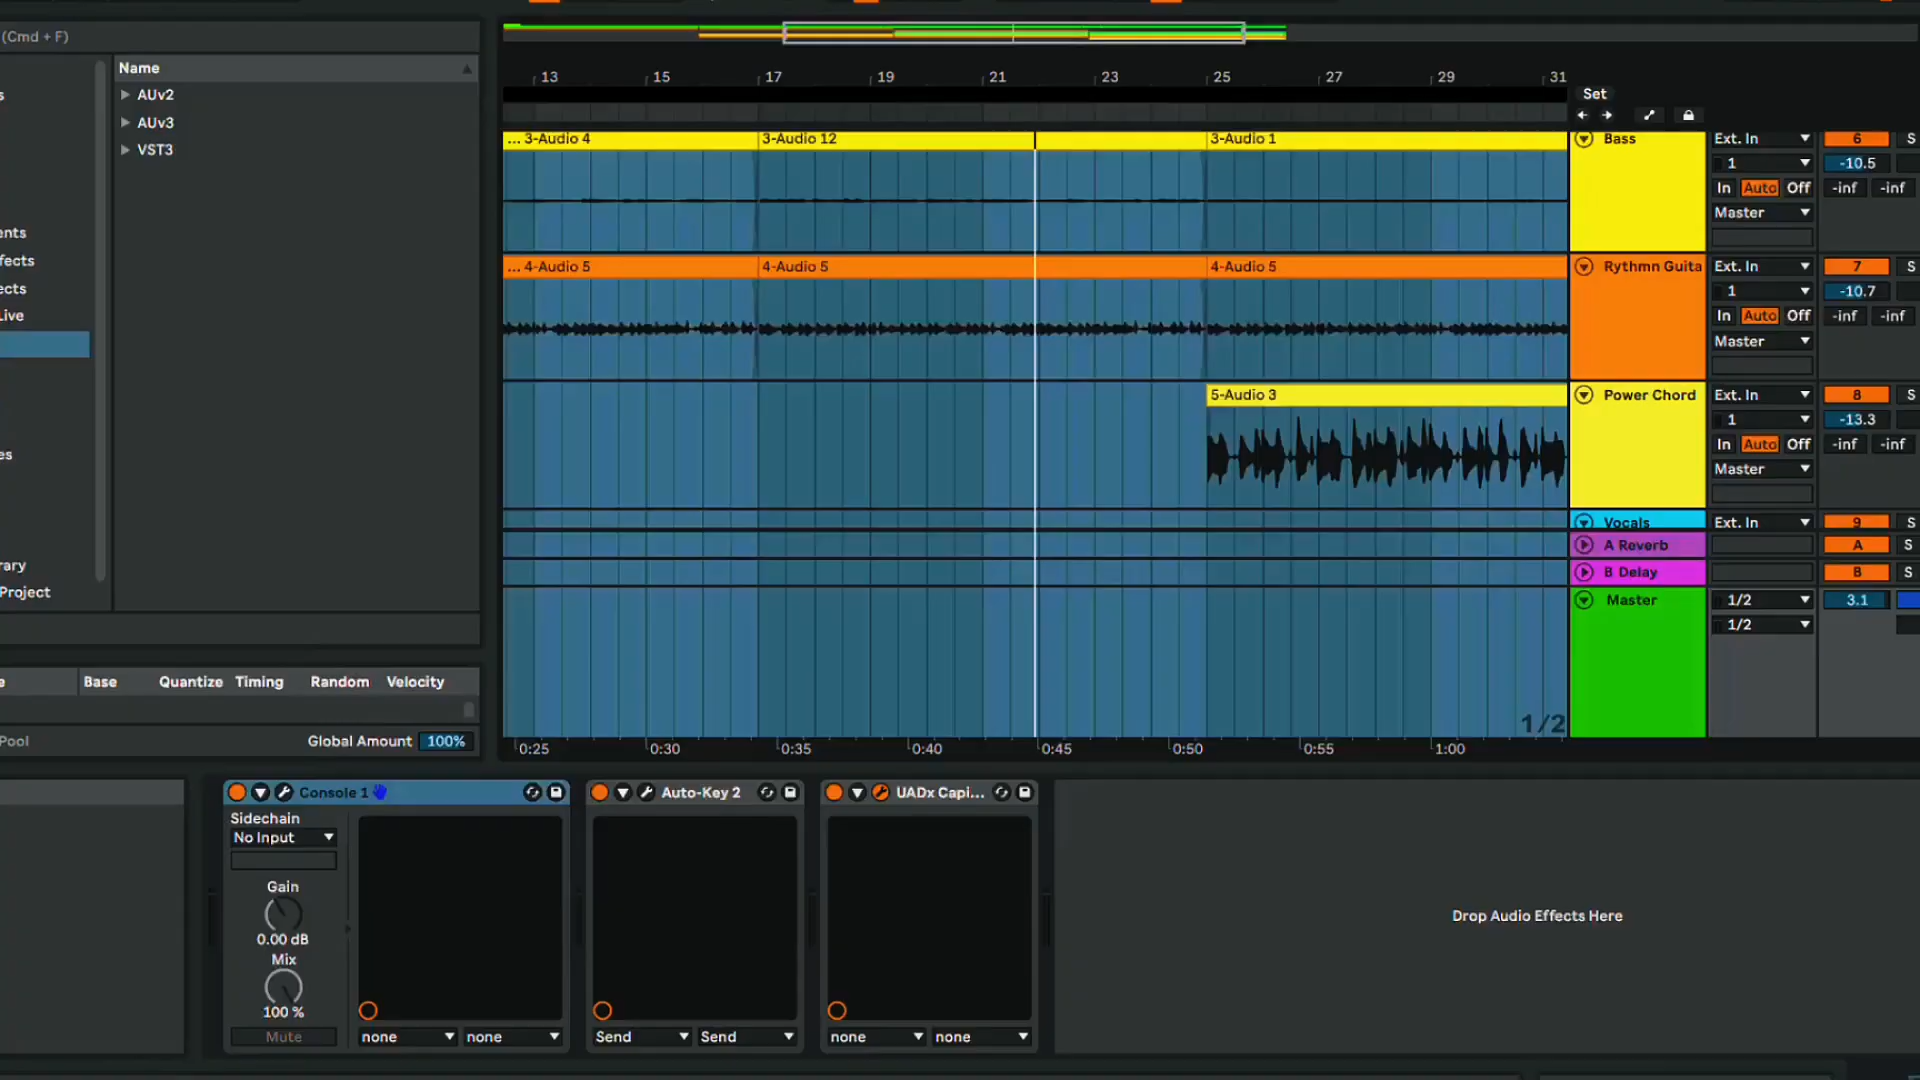 (Cmd + F)
Name
AUv2
AUv3
VST3
s
ents
fects
ects
Live
es
rary
Project
13 15 17 19 21 23 25 27 29 31
Set
... 3-Audio 4 3-Audio 12 3-Audio 1
Bass Ext. In 6 S
1 -10.5
In Auto Off -inf -inf
Master
... 4-Audio 5 4-Audio 5 4-Audio 5
Rythmn Guita Ext. In 7 S
1 -10.7
In Auto Off -inf -inf
Master
5-Audio 3
Power Chord Ext. In 8 S
1 -13.3
In Auto Off -inf -inf
Master
Vocals Ext. In 9 S
A Reverb A S
B Delay B S
Master 1/2 3.1
1/2
1/2
0:25 0:30 0:35 0:40 0:45 0:50 0:55 1:00
e Base Quantize Timing Random Velocity
Pool Global Amount 100%
Console 1
Sidechain
No Input
Gain
0.00 dB
Mix
100 %
Mute
none none
Auto-Key 2
Send Send
UADx Capi...
none none
Drop Audio Effects Here